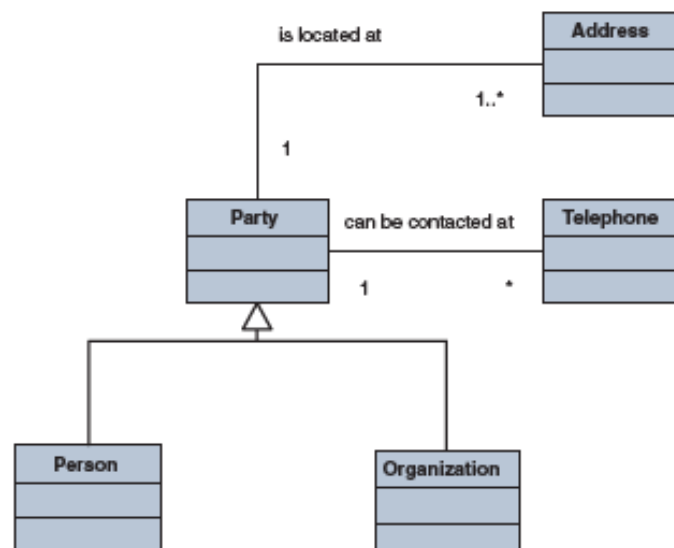 Address
is located at
1..*
1
Party
can be contacted at
Telephone
1
*
Person
Organization